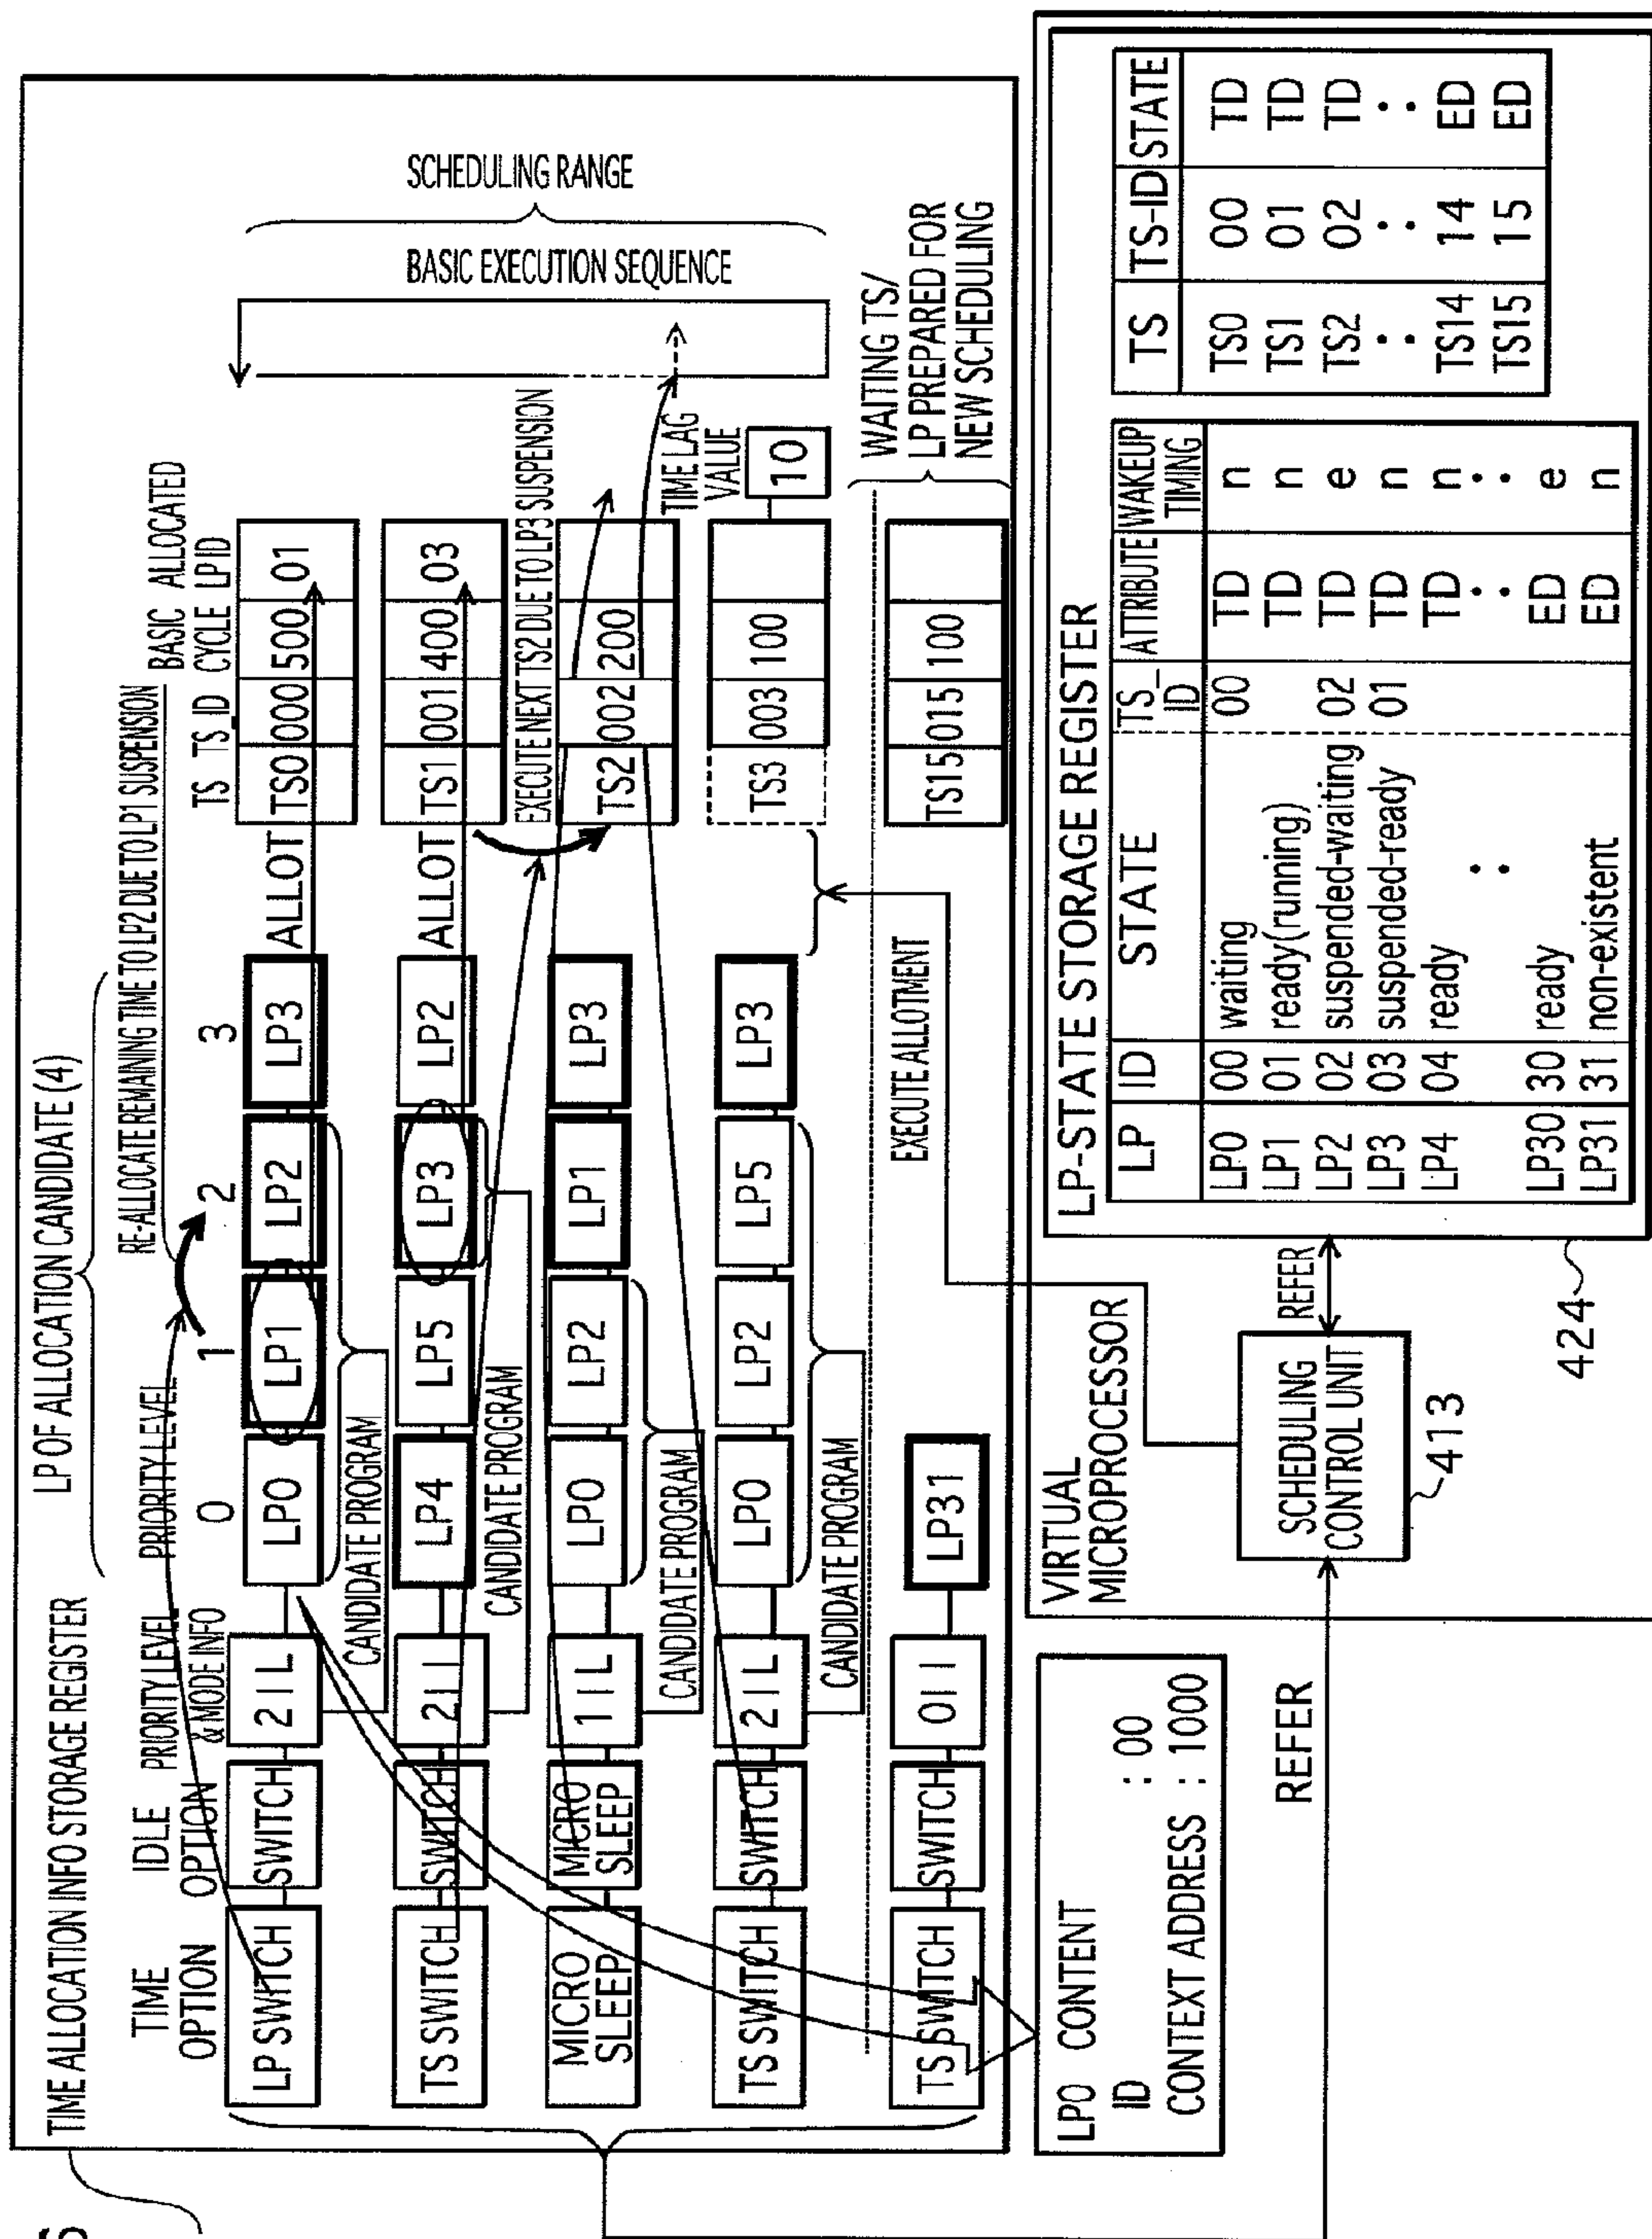 TIME ALLOCATION INFO STORAGE REGISTER
LP OF ALLOCATION CANDIDATE (4)
RE-ALLOCATE REMAINING TIME TO LP2 DUE TO LP1 SUSPENSION
TIME OPTION
IDLE OPTION
PRIORITY LEVEL & MODE INFO
PRIORITY LEVEL
0 1 2 3
TS TS_ID BASIC CYCLE ALLOCATED LP ID
LP SWITCH SWITCH 2 I L LP0 LP1 LP2 LP3 ALLOT TS0 000 500 01
CANDIDATE PROGRAM
TS SWITCH SWITCH 2 I I LP4 LP5 LP3 LP2 ALLOT TS1 001 400 03
CANDIDATE PROGRAM
EXECUTE NEXT TS2 DUE TO LP3 SUSPENSION
MICRO SLEEP MICRO SLEEP 1 I L LP0 LP2 LP1 LP3 TS2 002 200
CANDIDATE PROGRAM
TIME LAG VALUE
TS SWITCH SWITCH 2 I L LP0 LP2 LP5 LP3 TS3 003 100 10
CANDIDATE PROGRAM
EXECUTE ALLOTMENT
TS SWITCH SWITCH 0 I I LP31 TS15 015 100
BASIC EXECUTION SEQUENCE
SCHEDULING RANGE
WAITING TS/
LP PREPARED FOR
NEW SCHEDULING
LP0 CONTENT
ID : 00
CONTEXT ADDRESS : 1000
REFER
VIRTUAL
MICROPROCESSOR
SCHEDULING
CONTROL UNIT
413
REFER
424
LP-STATE STORAGE REGISTER
LP ID STATE TS_ID ATTRIBUTE WAKEUP TIMING
LP0 00 waiting 00 TD n
LP1 01 ready(running) TD n
LP2 02 suspended-waiting 02 TD e
LP3 03 suspended-ready 01 TD n
LP4 04 ready TD n
: : :
LP30 30 ready ED e
LP31 31 non-existent ED n
TS TS-ID STATE
TS0 00 TD
TS1 01 TD
TS2 02 TD
: : :
TS14 14 ED
TS15 15 ED